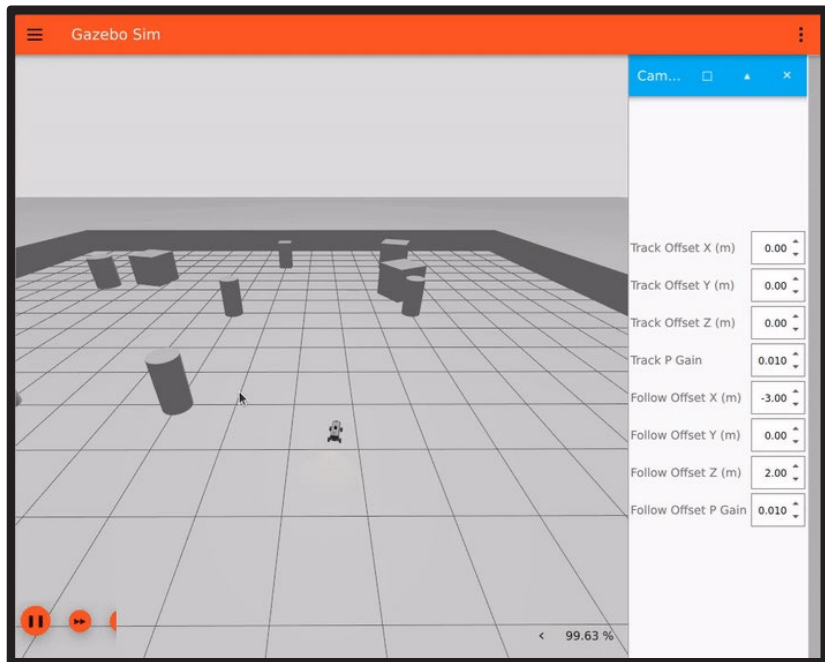 Gazebo Sim
Cam...
Track Offset X (m) 0.00
Track Offset Y (m) 0.00
Track Offset Z (m) 0.00
Track P Gain 0.010
Follow Offset X (m) -3.00
Follow Offset Y (m) 0.00
Follow Offset Z (m) 2.00
Follow Offset P Gain 0.010
99.63 %